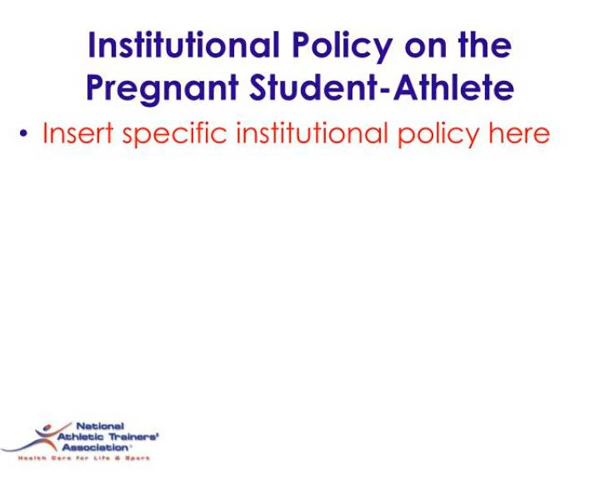 Institutional Policy on the
Pregnant Student-Athlete
• Insert specific institutional policy here
National
Athletic Trainers'
Association
Health Care for Life & Sport